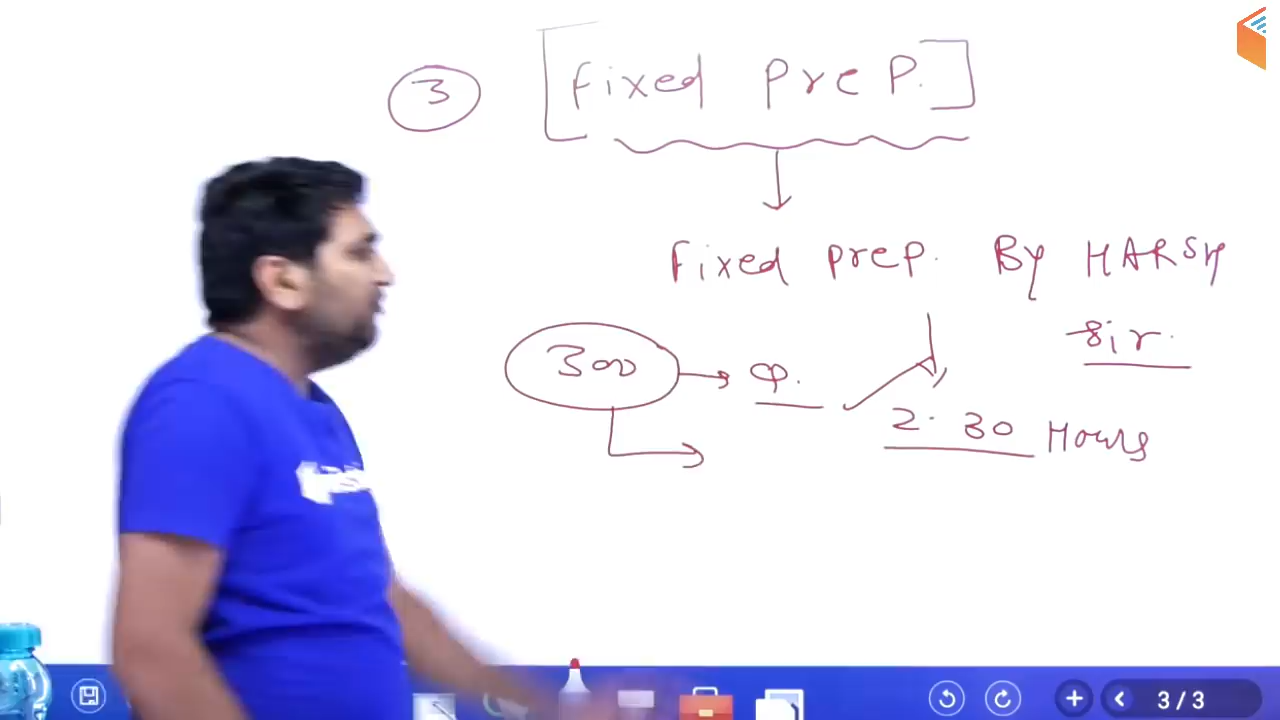 3 [Fixed PreP.]
Fixed PreP. By HARSH
Sir.
300 → Q.
2.30 Hours
3 / 3